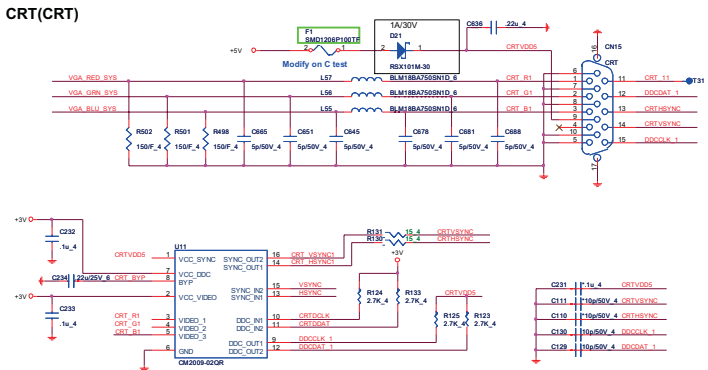 CRT(CRT)
F1
SMD1206P100TF
1A/30V
D21
RSX101M-30
C636 .22u_4
+5V 2 1 2 1 CRTVDD5
Modify on C test
CN15
CRT
16
VGA_RED_SYS L57 BLM18BA750SN1D_6 CRT_R1
VGA_GRN_SYS L56 BLM18BA750SN1D_6 CRT_G1
VGA_BLU_SYS L55 BLM18BA750SN1D_6 CRT_B1
6
1 11 CRT_11 T31
7
2 12 DDCDAT_1
8
3 13 CRTHSYNC
9
4 14 CRTVSYNC
10
5 15 DDCCLK_1
17
R502 R501 R498 C665 C651 C645 C678 C681 C688
150/F_4 150/F_4 150/F_4 5p/50V_4 5p/50V_4 5p/50V_4 5p/50V_4 5p/50V_4 5p/50V_4
+3V
C232
.1u_4
C234 .22u/25V_6 CRT_BYP
+3V
C233
.1u_4
U11
CRTVDD5 1 VCC_SYNC SYNC_OUT2 16 CRT_VSYNC1
SYNC_OUT1 14 CRT_HSYNC1
7 VCC_DDC
8 BYP SYNC_IN2 15 VSYNC
2 VCC_VIDEO SYNC_IN1 13 HSYNC
CRT_R1 3 VIDEO_1 DDC_IN1 10 CRTDCLK
CRT_G1 4 VIDEO_2 DDC_IN2 11 CRTDDAT
CRT_B1 5 VIDEO_3
6 GND DDC_OUT1 9 DDCCLK_1
DDC_OUT2 12 DDCDAT_1
CM2009-02QR
R131 15_4 CRTVSYNC
R130 15_4 CRTHSYNC
+3V
R124 R133
2.7K_4 2.7K_4
CRTVDD5
R125 R123
2.7K_4 2.7K_4
C231 *.1u_4 CRTVDD5
C111 *10p/50V_4 CRTVSYNC
C110 *10p/50V_4 CRTHSYNC
C130 *10p/50V_4 DDCCLK_1
C129 *10p/50V_4 DDCDAT_1